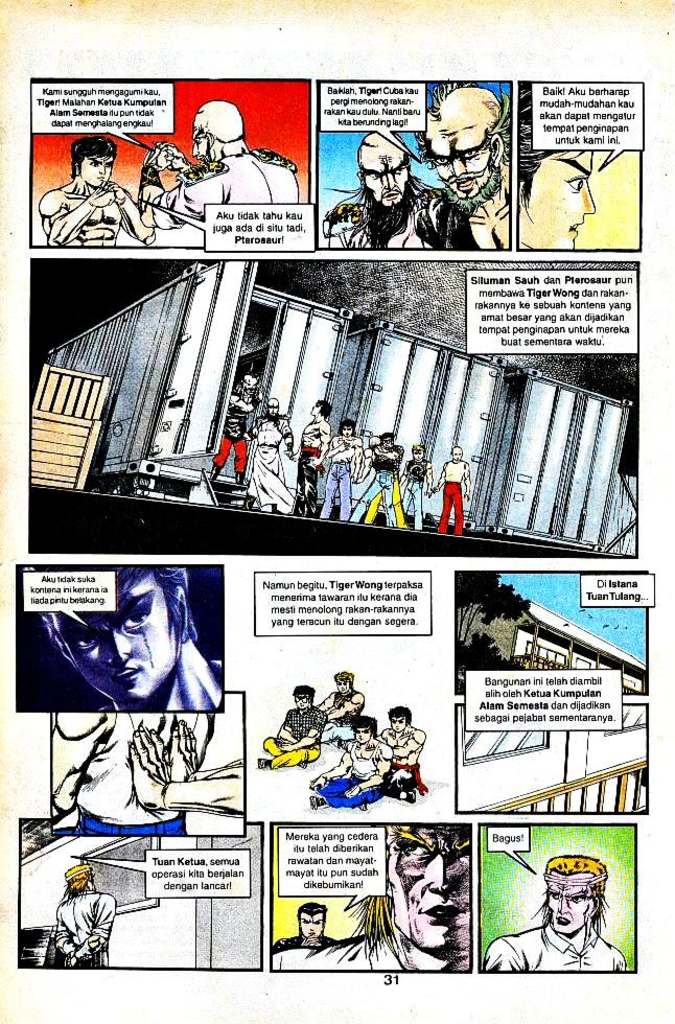 Kami sungguh mengagumi kau,
Tiger! Malahan Ketua Kumpulan
Alam Semesta itu pun tidak
dapat menghalang engkau!
Aku tidak tahu kau
juga ada di situ tadi,
Pterosaur!
Baiklah, Tiger! Cuba kau
pergi menolong rakan-
rakan kau dulu. Nanti baru
kita berunding lagi!
Baik! Aku berharap
mudah-mudahan kau
akan dapat mengatur
tempat penginapan
untuk kami ini.
Siluman Sauh dan Pterosaur pun
membawa Tiger Wong dan rakan-
rakannya ke sebuah kontena yang
amat besar yang akan dijadikan
tempat penginapan untuk mereka
buat sementara waktu.
Aku tidak suka
kontena ini kerana ia
tiada pintu belakang.
Namun begitu, Tiger Wong terpaksa
menerima tawaran itu kerana dia
mesti menolong rakan-rakannya
yang teracun itu dengan segera.
Di Istana
Tuan Tulang...
Bangunan ini telah diambil
alih oleh Ketua Kumpulan
Alam Semesta dan dijadikan
sebagai pejabat sementaranya.
Tuan Ketua, semua
operasi kita berjalan
dengan lancar!
Mereka yang cedera
itu telah diberikan
rawatan dan mayat-
mayat itu pun sudah
dikebumikan!
Bagus!
31